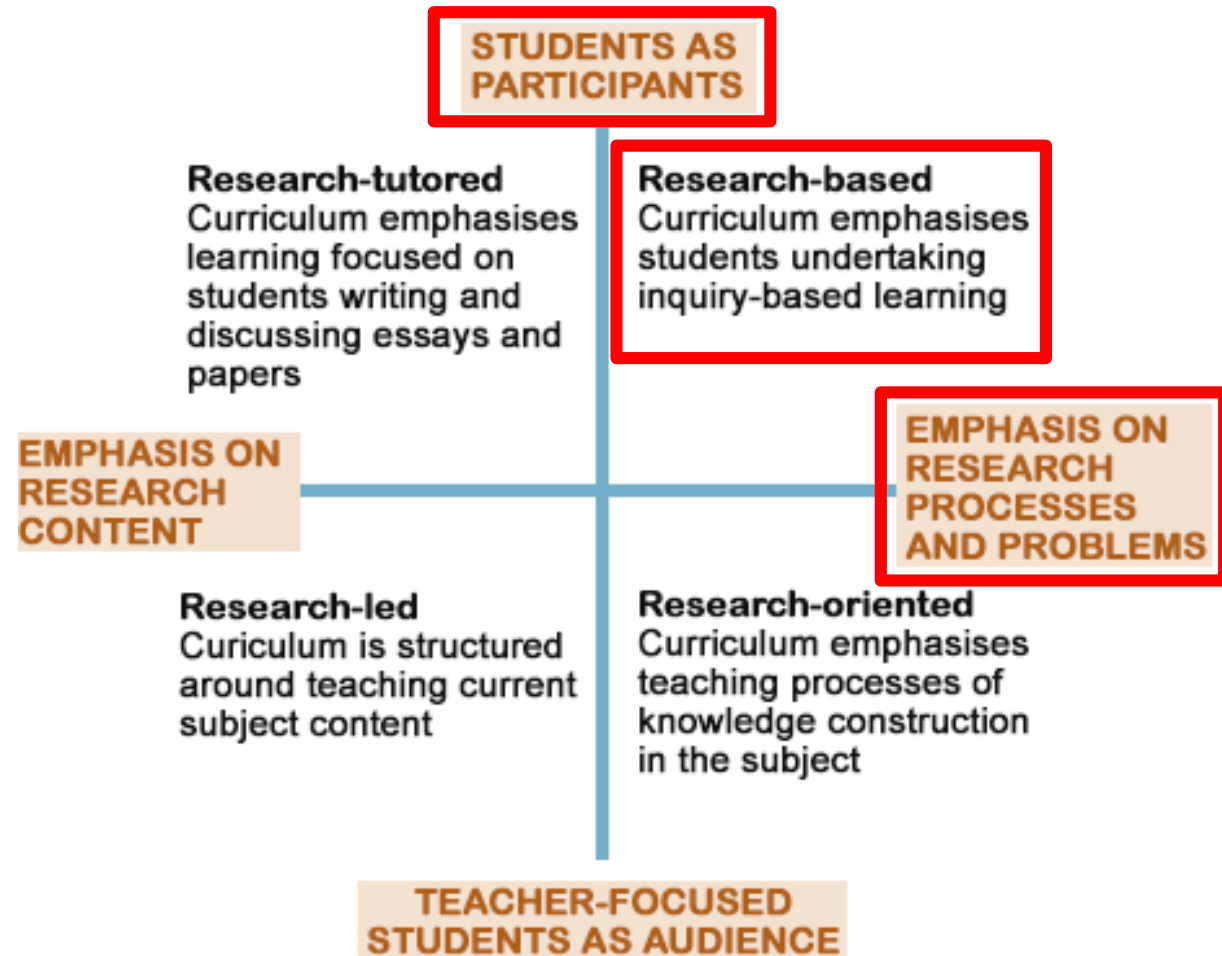 STUDENTS AS
PARTICIPANTS
Research-tutored
Curriculum emphasises
learning focused on
students writing and
discussing essays and
papers
Research-based
Curriculum emphasises
students undertaking
inquiry-based learning
EMPHASIS ON
RESEARCH
CONTENT
EMPHASIS ON
RESEARCH
PROCESSES
AND PROBLEMS
Research-led
Curiculum is structured
around teaching current
subject content
Research-oriented
Curriculum emphasises
teaching processes of
knowledge construction
in the subject
TEACHER-FOCUSED
STUDENTS AS AUDIENCE